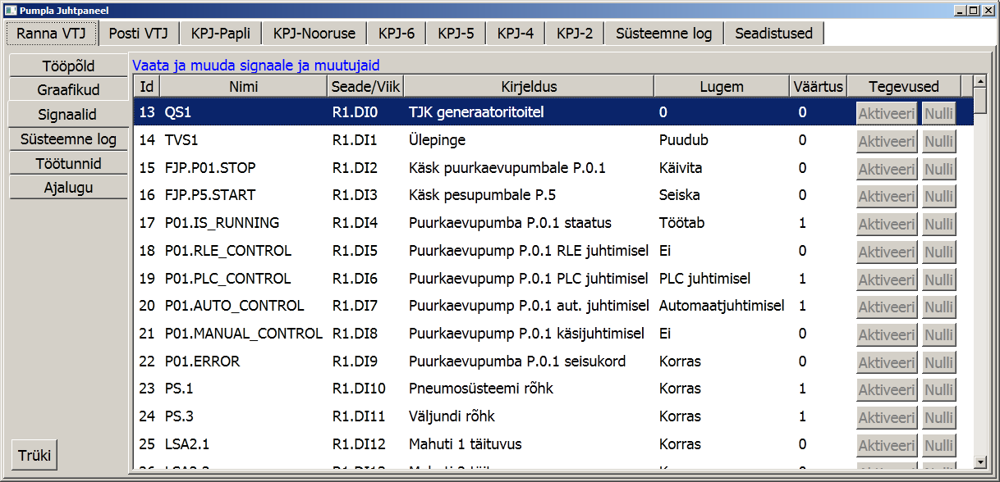 Pumpla Juhtpaneel
Ranna VTJ Posti VTJ KPJ-Papli KPJ-Nooruse KPJ-6 KPJ-5 KPJ-4 KPJ-2 Süsteemne log Seadistused
Tööpõld
Graafikud
Signaalid
Süsteemne log
Töötunnid
Ajalugu
Trüki
Vaata ja muuda signaale ja muutujaid
Id Nimi Seade/Viik Kirjeldus Lugem Väärtus Tegevused
13 QS1 R1.DI0 TJK generaatoritoitel 0 0 Aktiveeri Nulli
14 TVS1 R1.DI1 Ülepinge Puudub 0 Aktiveeri Nulli
15 FJP.P01.STOP R1.DI2 Käsk puurkaevupumbale P.0.1 Käivita 0 Aktiveeri Nulli
16 FJP.P5.START R1.DI3 Käsk pesupumbale P.5 Seiska 0 Aktiveeri Nulli
17 P01.IS_RUNNING R1.DI4 Puurkaevupumba P.0.1 staatus Töötab 1 Aktiveeri Nulli
18 P01.RLE_CONTROL R1.DI5 Puurkaevupump P.0.1 RLE juhtimisel Ei 0 Aktiveeri Nulli
19 P01.PLC_CONTROL R1.DI6 Puurkaevupump P.0.1 PLC juhtimisel PLC juhtimisel 1 Aktiveeri Nulli
20 P01.AUTO_CONTROL R1.DI7 Puurkaevupump P.0.1 aut. juhtimisel Automaatjuhtimisel 1 Aktiveeri Nulli
21 P01.MANUAL_CONTROL R1.DI8 Puurkaevupump P.0.1 käsijuhtimisel Ei 0 Aktiveeri Nulli
22 P01.ERROR R1.DI9 Puurkaevupumba P.0.1 seisukord Korras 0 Aktiveeri Nulli
23 PS.1 R1.DI10 Pneumosüsteemi rõhk Korras 1 Aktiveeri Nulli
24 PS.3 R1.DI11 Väljundi rõhk Korras 1 Aktiveeri Nulli
25 LSA2.1 R1.DI12 Mahuti 1 täituvus Korras 0 Aktiveeri Nulli